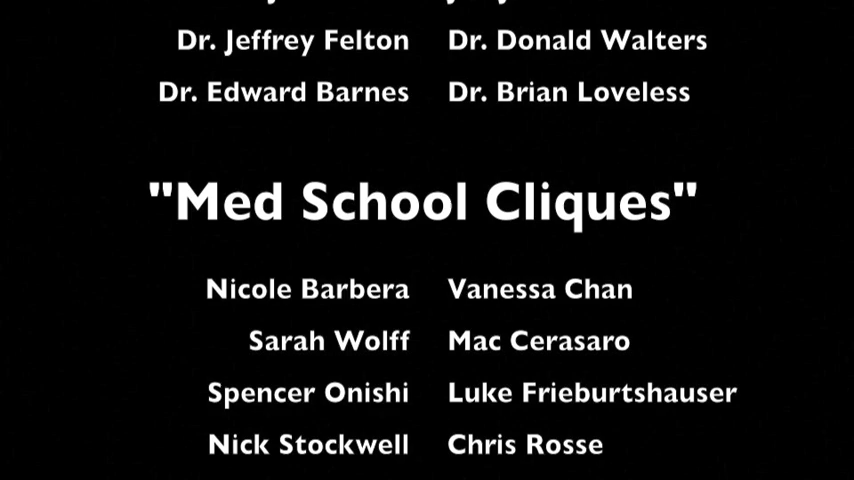 Dr. Jeffrey Felton Dr. Donald Walters
Dr. Edward Barnes Dr. Brian Loveless
"Med School Cliques"
Nicole Barbera Vanessa Chan
Sarah Wolff Mac Cerasaro
Spencer Onishi Luke Frieburtshauser
Nick Stockwell Chris Rosse